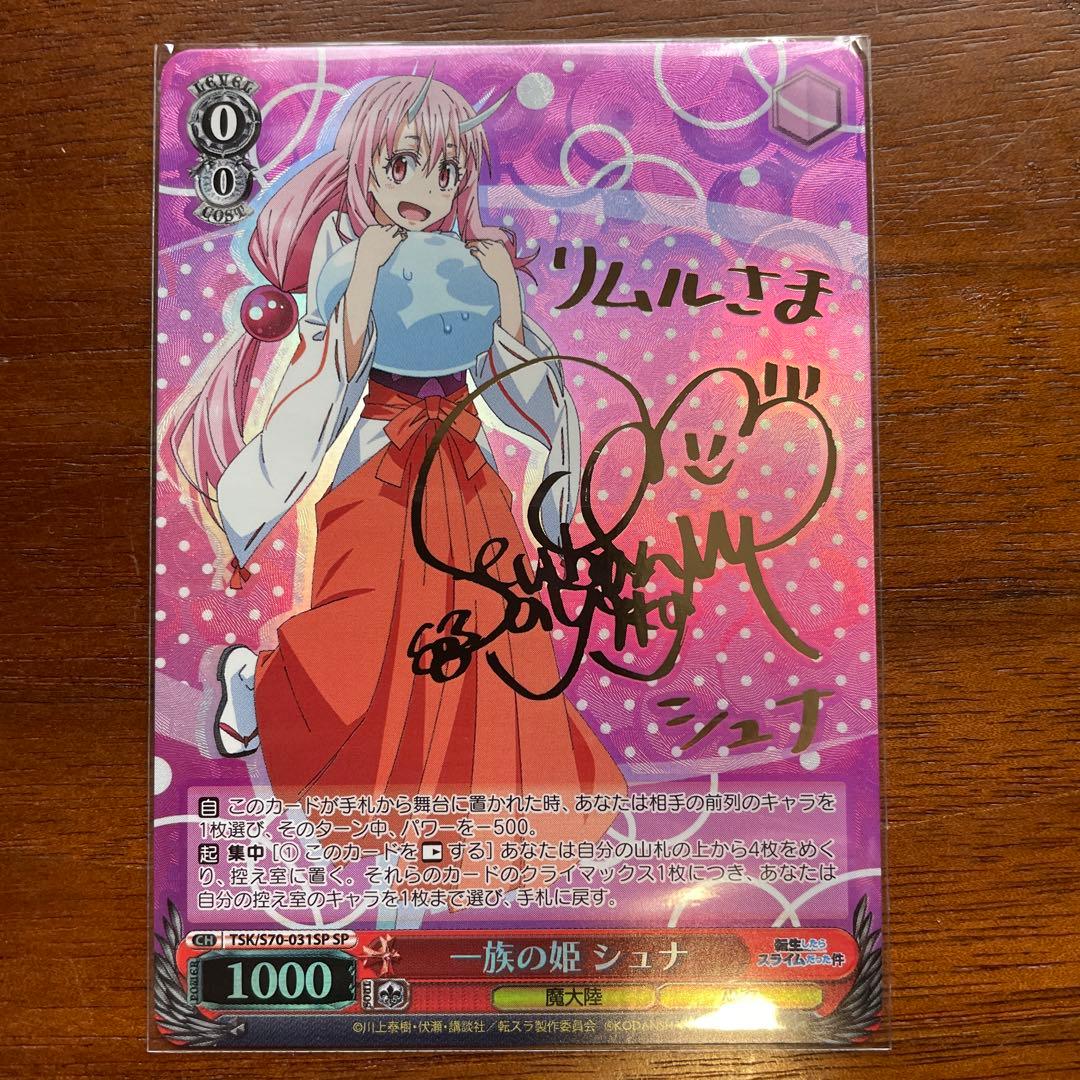 LEVEL
0
0
COST
リムルさま
シュナ
自 このカードが手札から舞台に置かれた時、あなたは相手の前列のキャラを
1枚選び、そのターン中、パワーを－500。
起 集中 [① このカードを する] あなたは自分の山札の上から4枚をめく
り、控え室に置く。それらのカードのクライマックス1枚につき、あなたは
自分の控え室のキャラを1枚まで選び、手札に戻す。
CH TSK/S70-031SP SP
一族の姫 シュナ
転生したら
スライムだった件
POWER 1000 SOUL
魔大陸
©川上泰樹・伏瀬・講談社／転スラ製作委員会 ©KODANSHA